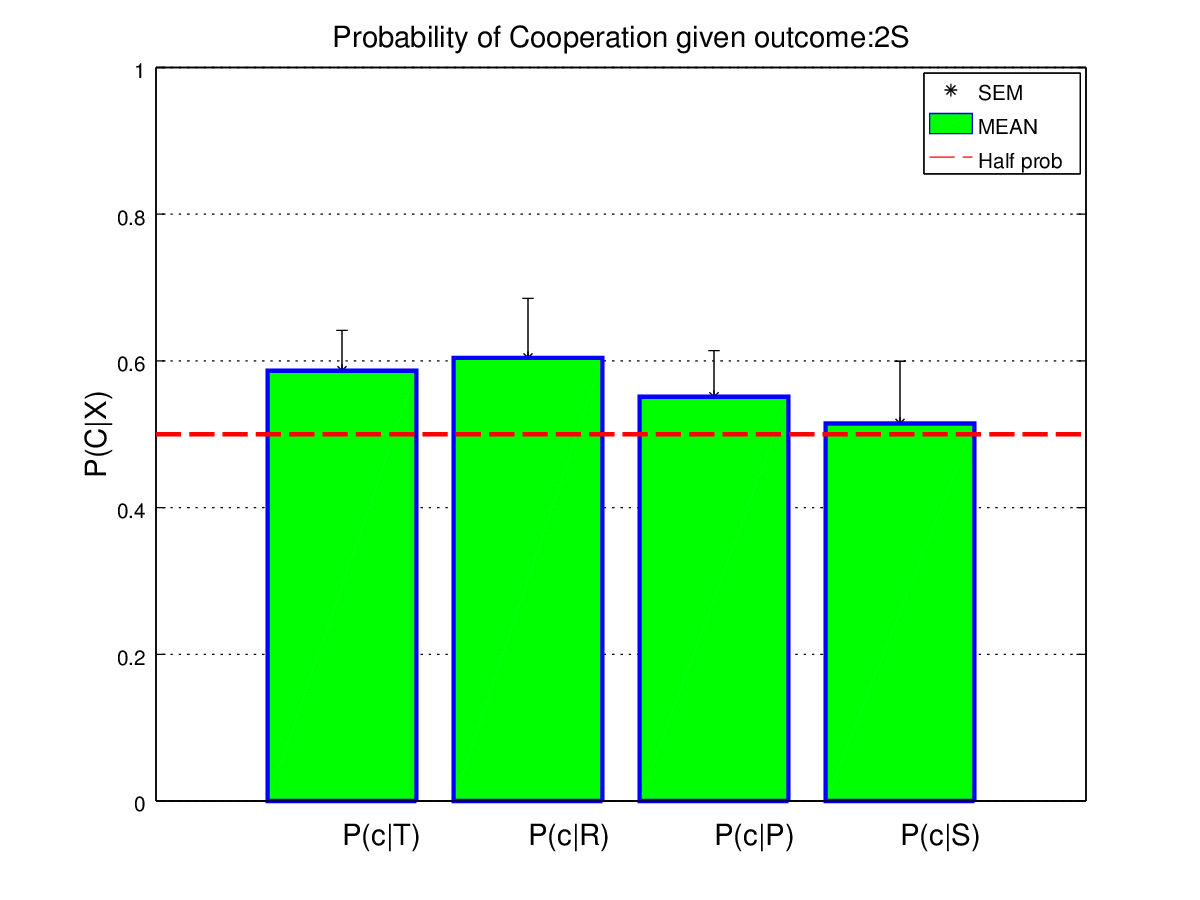 Probability of Cooperation given outcome:2S
SEM
MEAN
Half prob
P(C|X)
1
0.8
0.6
0.4
0.2
0
P(c|T) P(c|R) P(c|P) P(c|S)